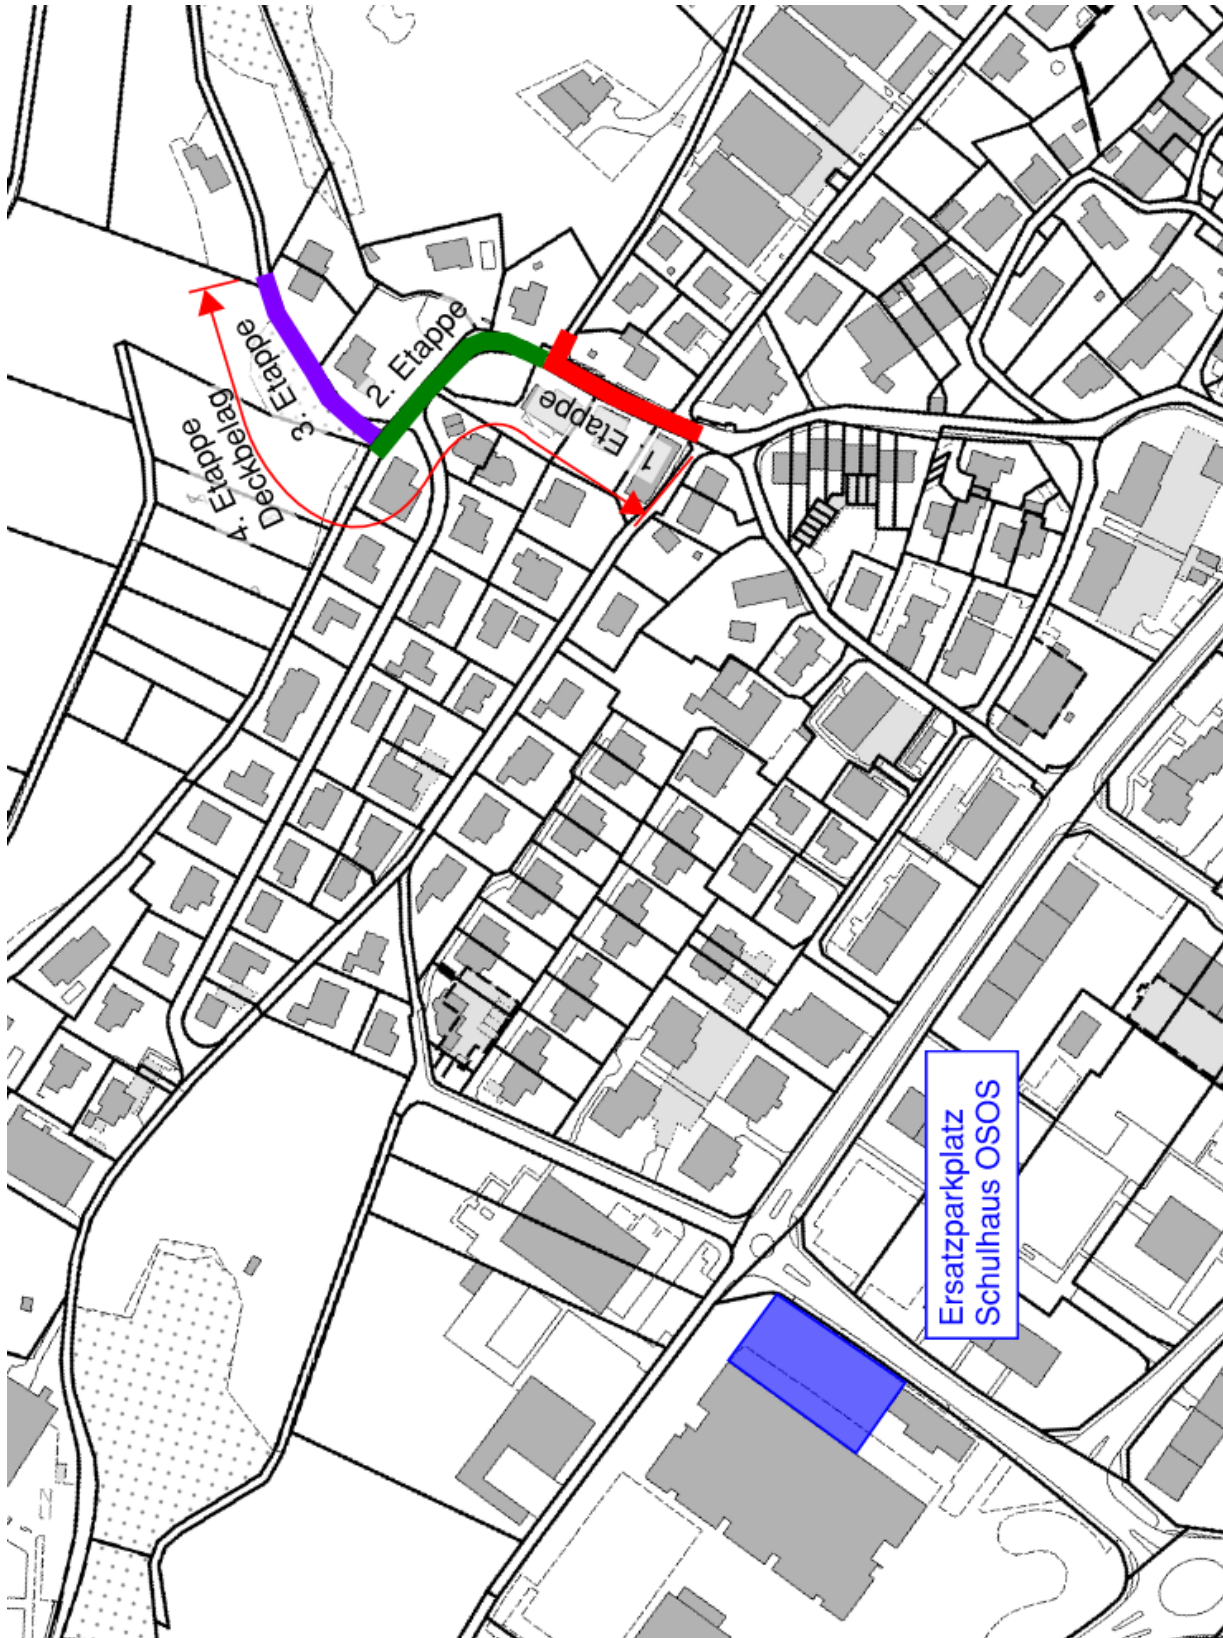 4. Etappe
Deckbelag
3. Etappe
2. Etappe
1. Etappe
Ersatzparkplatz
Schulhaus OSOS